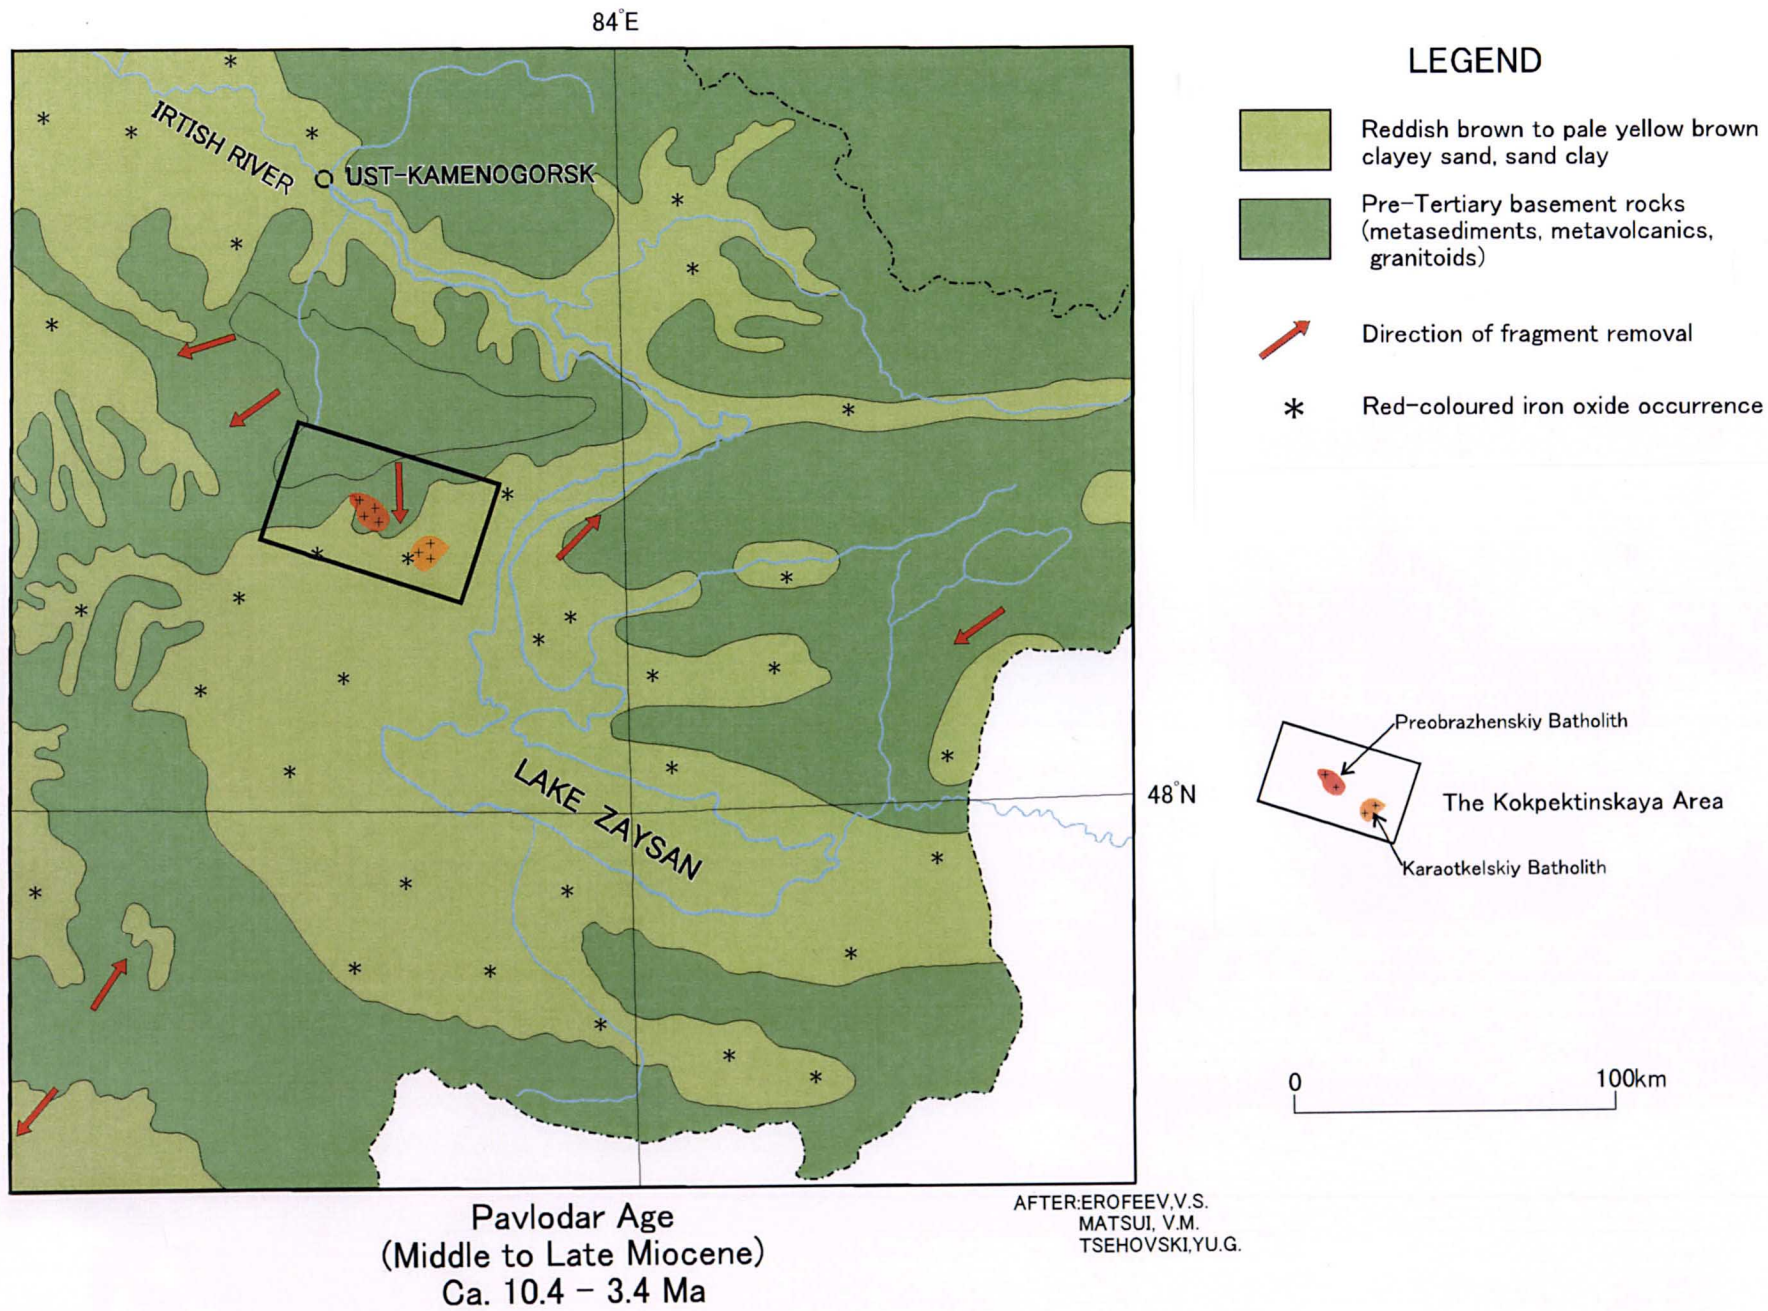 84°E
IRTISH RIVER
UST-KAMENOGORSK
LAKE ZAYSAN
48°N
LEGEND
Reddish brown to pale yellow brown
clayey sand, sand clay
Pre-Tertiary basement rocks
(metasediments, metavolcanics,
granitoids)
Direction of fragment removal
* Red-coloured iron oxide occurrence
Preobrazhenskiy Batholith
The Kokpektinskaya Area
Karaotkelskiy Batholith
0 100km
AFTER:EROFEEV,V.S.
MATSUI, V.M.
TSEHOVSKI,YU.G.
Pavlodar Age
(Middle to Late Miocene)
Ca. 10.4 - 3.4 Ma